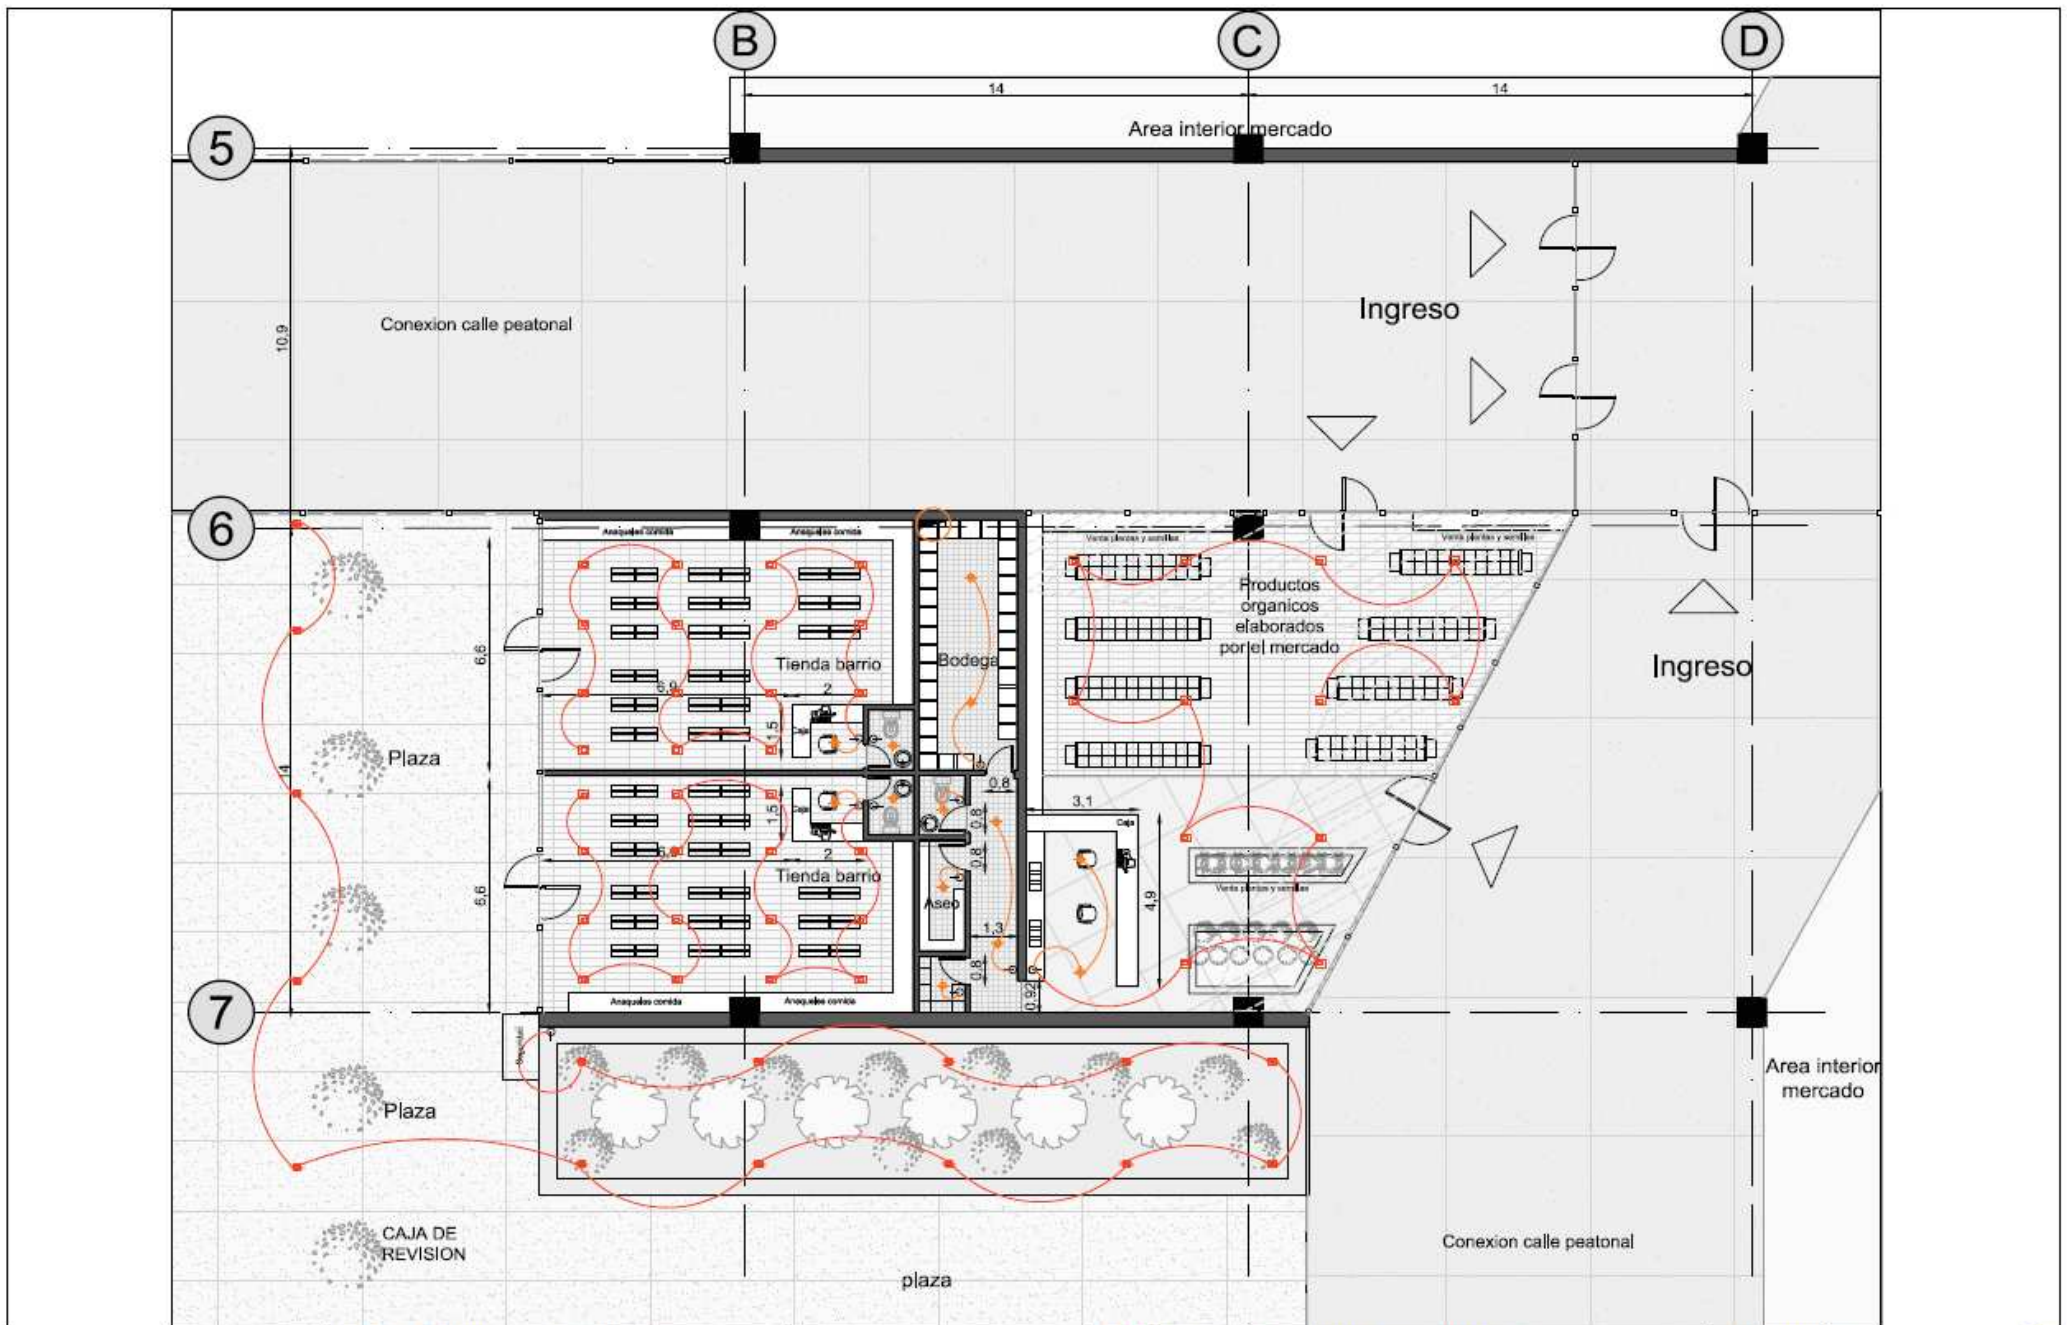 B
C
D
14
14
Area interior mercado
5
10,9
Conexion calle peatonal
Ingreso
6
Anaqueles comida
Anaqueles comida
Venta plantas y semillas
Venta plantas y semillas
Productos
organicos
elaborados
por el mercado
6,6
Tienda barrio
Bodega
Ingreso
6,9
2
1,5
Caja
Plaza
14
0,8
3,1
Caja
1,5
Caja
0,8
0,8
6,9
2
Tienda barrio
Venta plantas y semillas
6,6
Aseo
4,9
1,3
0,8
0,92
Anaqueles comida
Anaqueles comida
7
Area interior
mercado
Plaza
CAJA DE
REVISION
Conexion calle peatonal
plaza